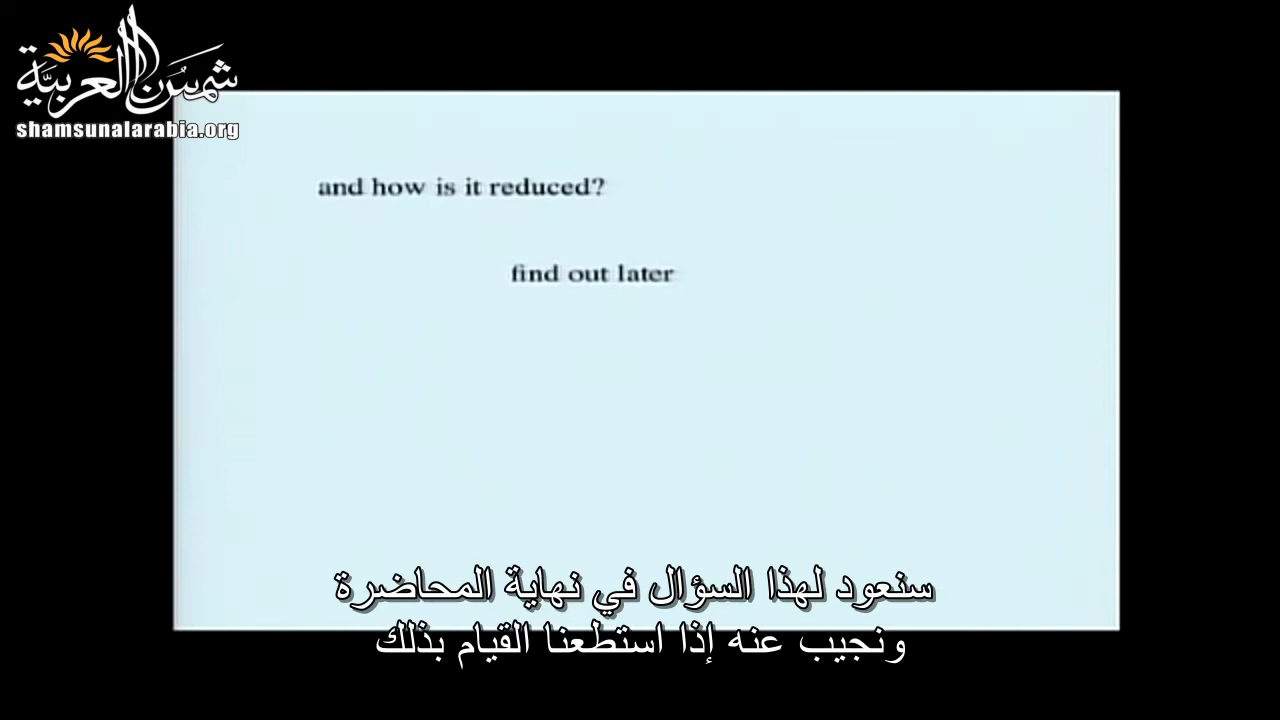 شمسن العربية
shamsunalarabia.org
and how is it reduced?
find out later
سنعود لهذا السؤال في نهاية المحاضرة
ونجيب عنه إذا استطعنا القيام بذلك